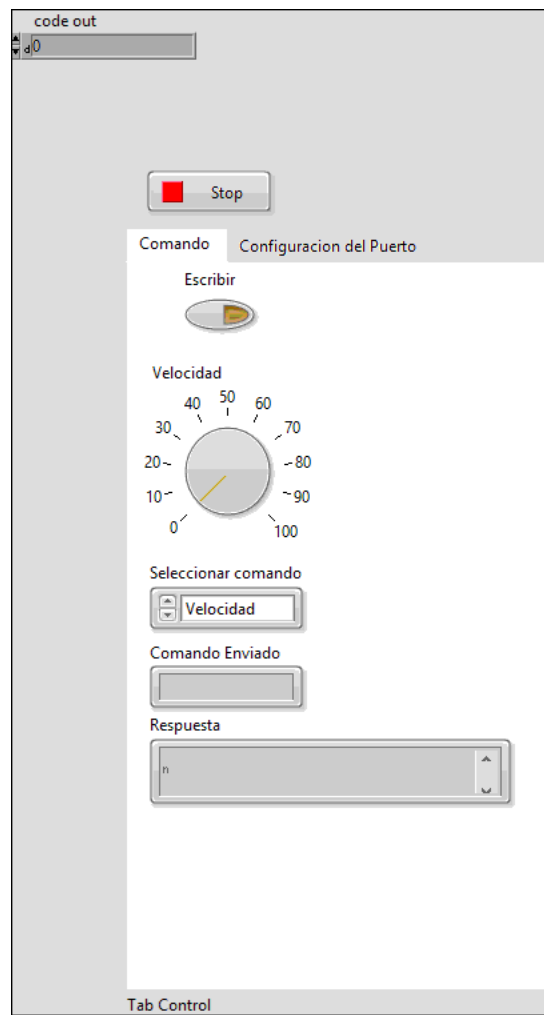 code out
d 0
Stop
Comando Configuracion del Puerto
Escribir
Velocidad
0 10 20 30 40 50 60 70 80 90 100
Seleccionar comando
Velocidad
Comando Enviado
Respuesta
n
Tab Control